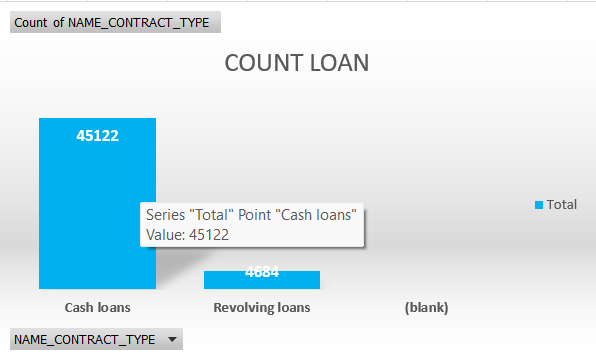 Count of NAME_CONTRACT_TYPE
COUNT LOAN
45122
Series "Total" Point "Cash loans"
Value: 45122
Total
4684
Cash loans
Revolving loans
(blank)
NAME_CONTRACT_TYPE